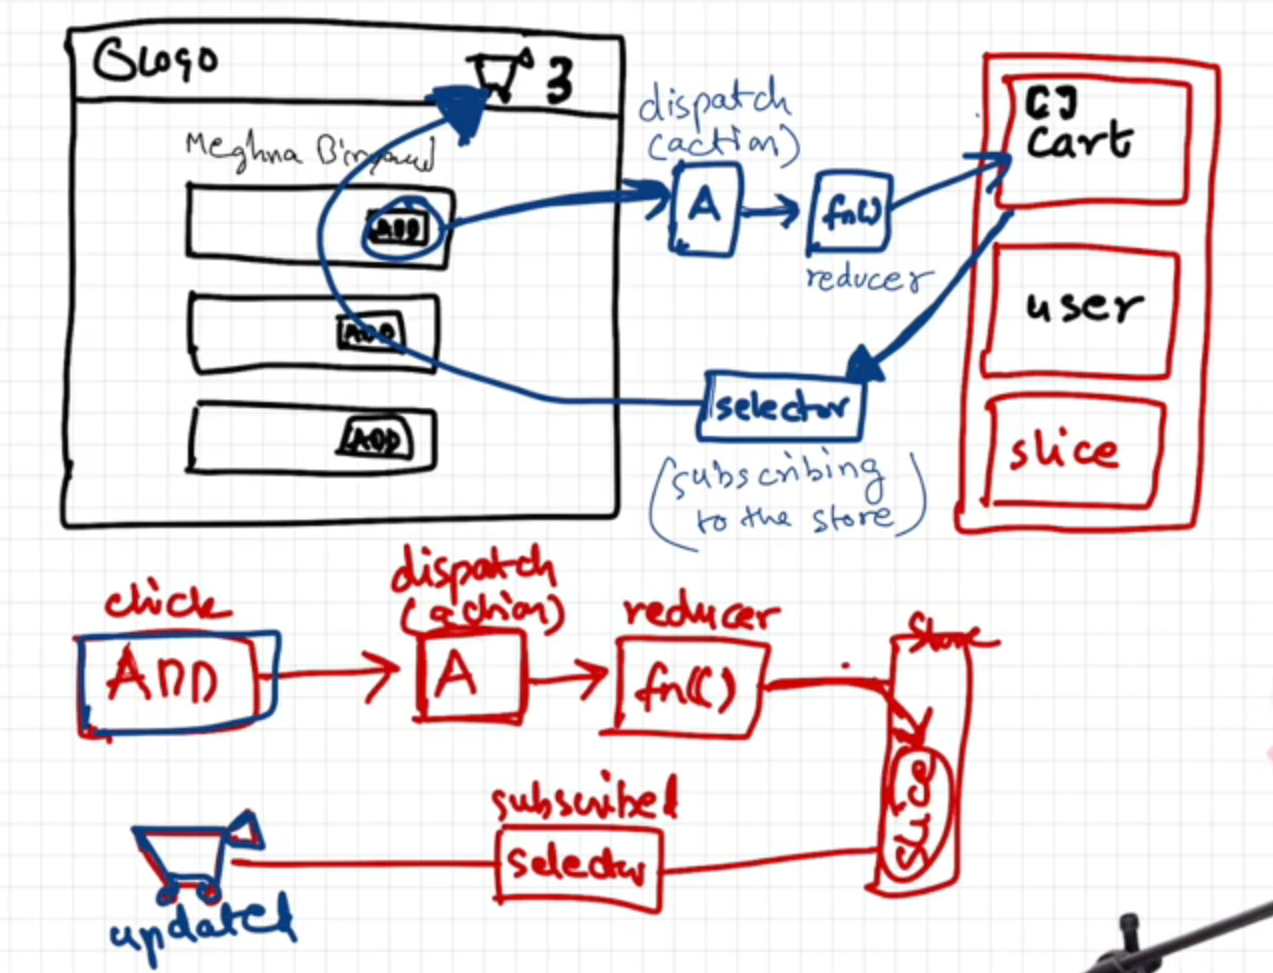 Logo
3
Meghna Biryani
ADD
ADD
ADD
dispatch
(action)
A
fn()
reducer
[]
cart
user
slice
selector
(subscribing
to the store)
click
ADD
dispatch
(action)
A
reducer
fn()
Store
slice
subscribed
selector
updated